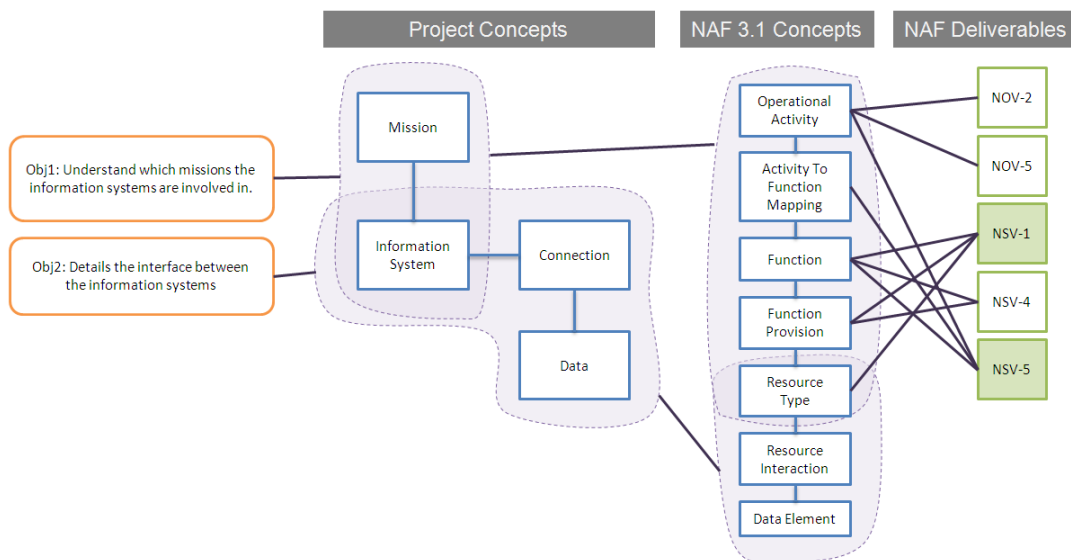 Project Concepts
NAF 3.1 Concepts
NAF Deliverables
Obj1: Understand which missions the
information systems are involved in.
Obj2: Details the interface between
the information systems
Mission
Information
System
Connection
Data
Operational
Activity
Activity To
Function
Mapping
Function
Function
Provision
Resource
Type
Resource
Interaction
Data Element
NOV-2
NOV-5
NSV-1
NSV-4
NSV-5